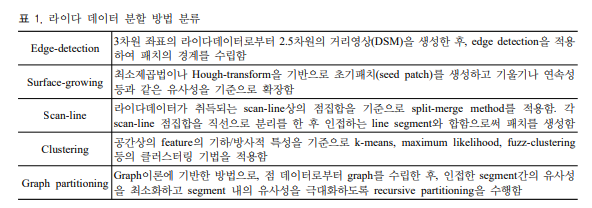 표 1. 라이다 데이터 분할 방법 분류
Edge-detection
3차원 좌표의 라이다데이터로부터 2.5차원의 거리영상(DSM)을 생성한 후, edge detection을 적용
하여 패치의 경계를 수립함
Surface-growing
최소제곱법이나 Hough-transform을 기반으로 초기패치(seed patch)를 생성하고 기울기나 연속성
등과 같은 유사성을 기준으로 확장함
Scan-line
라이다데이터가 취득되는 scan-line상의 점집합을 기준으로 split-merge method를 적용함. 각
scan-line 점집합을 직선으로 분리를 한 후 인접하는 line segment와 합함으로써 패치를 생성함
Clustering
공간상의 feature의 기하/방사적 특성을 기준으로 k-means, maximum likelihood, fuzz-clustering
등의 클러스터링 기법을 적용함
Graph partitioning
Graph이론에 기반한 방법으로, 점 데이터로부터 graph를 수립한 후, 인접한 segment간의 유사성
을 최소화하고 segment 내의 유사성을 극대화하도록 recursive partitioning을 수행함